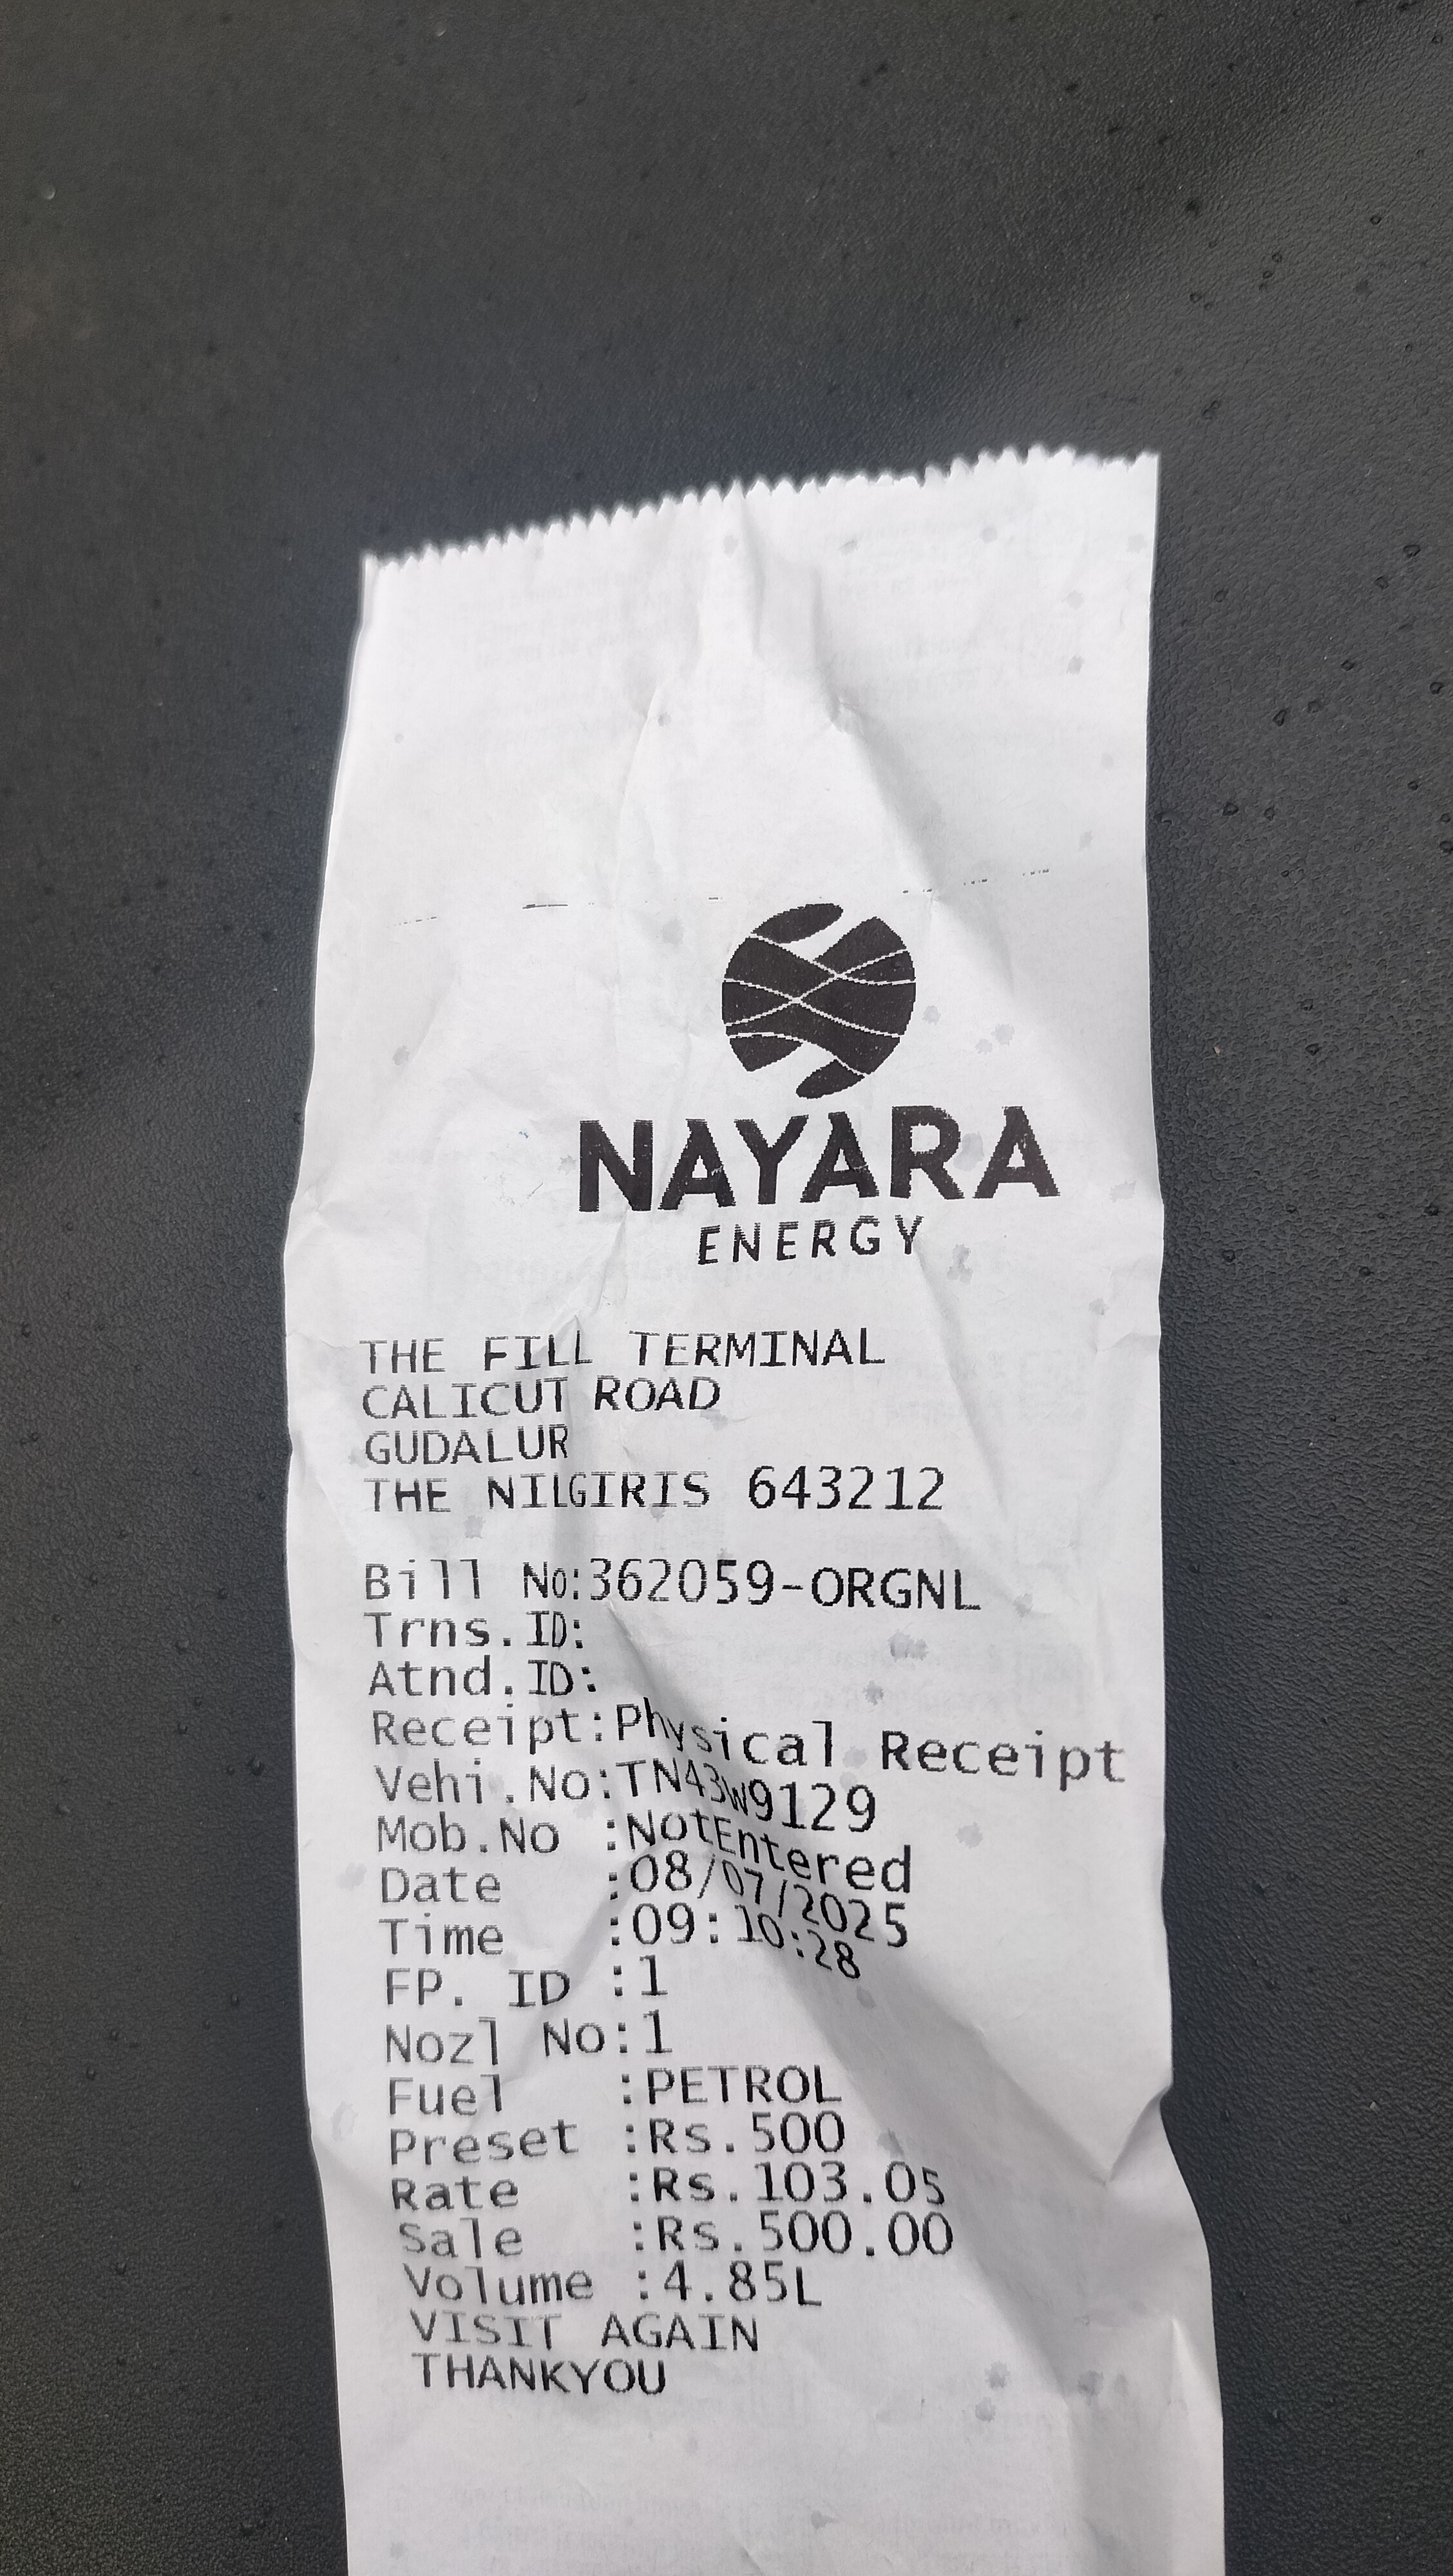 NAYARA
ENERGY
THE FILL TERMINAL
CALICUT ROAD
GUDALUR
THE NILGIRIS 643212
Bill No:362059-ORGNL
Trns.ID:
Atnd.ID:
Receipt:Physical Receipt
Vehi.No:TN43W9129
Mob.No :NotEntered
Date :08/07/2025
Time :09:10:28
FP. ID :1
Nozl No:1
Fuel :PETROL
Preset :Rs.500
Rate :Rs.103.05
Sale :Rs.500.00
Volume :4.85L
VISIT AGAIN
THANKYOU